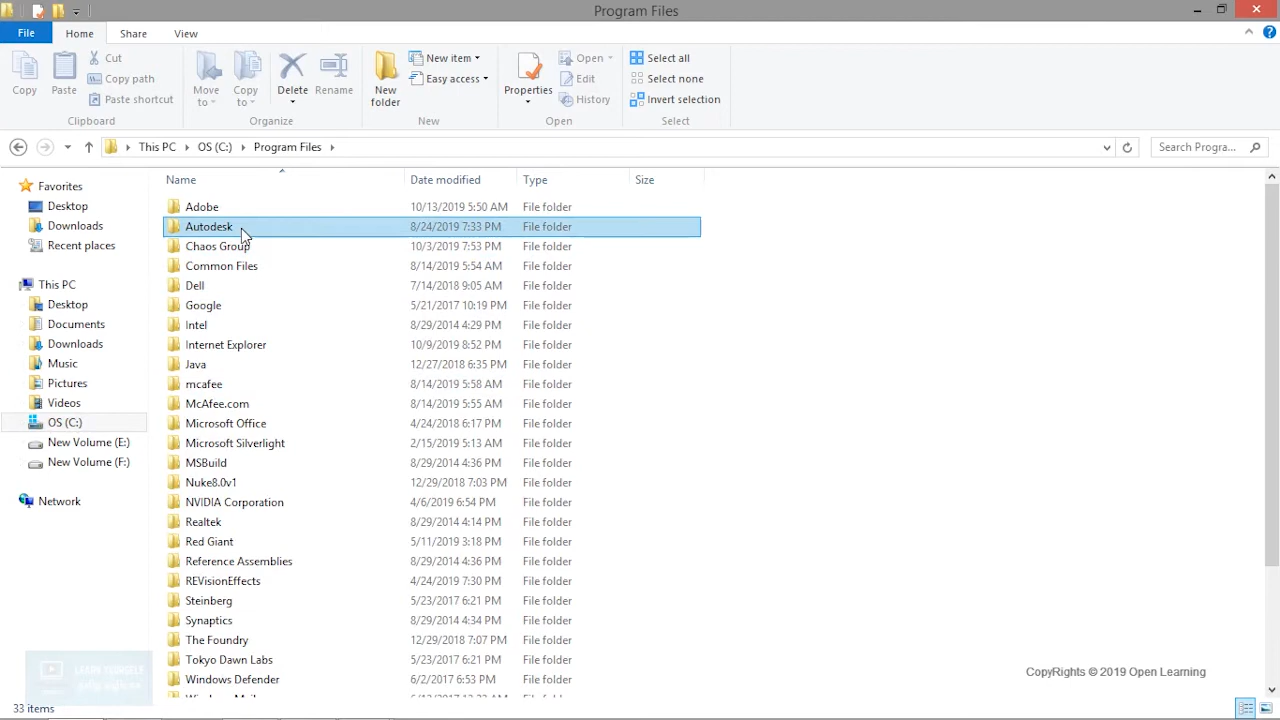 Program Files
File Home Share View
Copy Paste Cut Copy path Paste shortcut Move to Copy to Delete Rename New folder New item Easy access Properties Open Edit History Select all Select none Invert selection
Clipboard Organize New Open Select
This PC OS (C:) Program Files Search Progra...
Name Date modified Type Size
Favorites
Desktop
Downloads
Recent places
This PC
Desktop
Documents
Downloads
Music
Pictures
Videos
OS (C:)
New Volume (E:)
New Volume (F:)
Network
Adobe 10/13/2019 5:50 AM File folder
Autodesk 8/24/2019 7:33 PM File folder
Chaos Group 10/3/2019 7:53 PM File folder
Common Files 8/14/2019 5:54 AM File folder
Dell 7/14/2018 9:05 AM File folder
Google 5/21/2017 10:19 PM File folder
Intel 8/29/2014 4:29 PM File folder
Internet Explorer 10/9/2019 8:52 PM File folder
Java 12/27/2018 6:35 PM File folder
mcafee 8/14/2019 5:58 AM File folder
McAfee.com 8/14/2019 5:55 AM File folder
Microsoft Office 4/24/2018 6:17 PM File folder
Microsoft Silverlight 2/15/2019 5:13 AM File folder
MSBuild 8/29/2014 4:36 PM File folder
Nuke8.0v1 12/29/2018 7:03 PM File folder
NVIDIA Corporation 4/6/2019 6:54 PM File folder
Realtek 8/29/2014 4:14 PM File folder
Red Giant 5/11/2019 3:18 PM File folder
Reference Assemblies 8/29/2014 4:36 PM File folder
REVisionEffects 4/24/2019 7:30 PM File folder
Steinberg 5/23/2017 6:21 PM File folder
Synaptics 8/29/2014 4:34 PM File folder
The Foundry 12/29/2018 7:07 PM File folder
Tokyo Dawn Labs 5/23/2017 6:21 PM File folder
Windows Defender 6/2/2017 6:53 PM File folder
LEARN YOURSELF
CopyRights © 2019 Open Learning
33 items